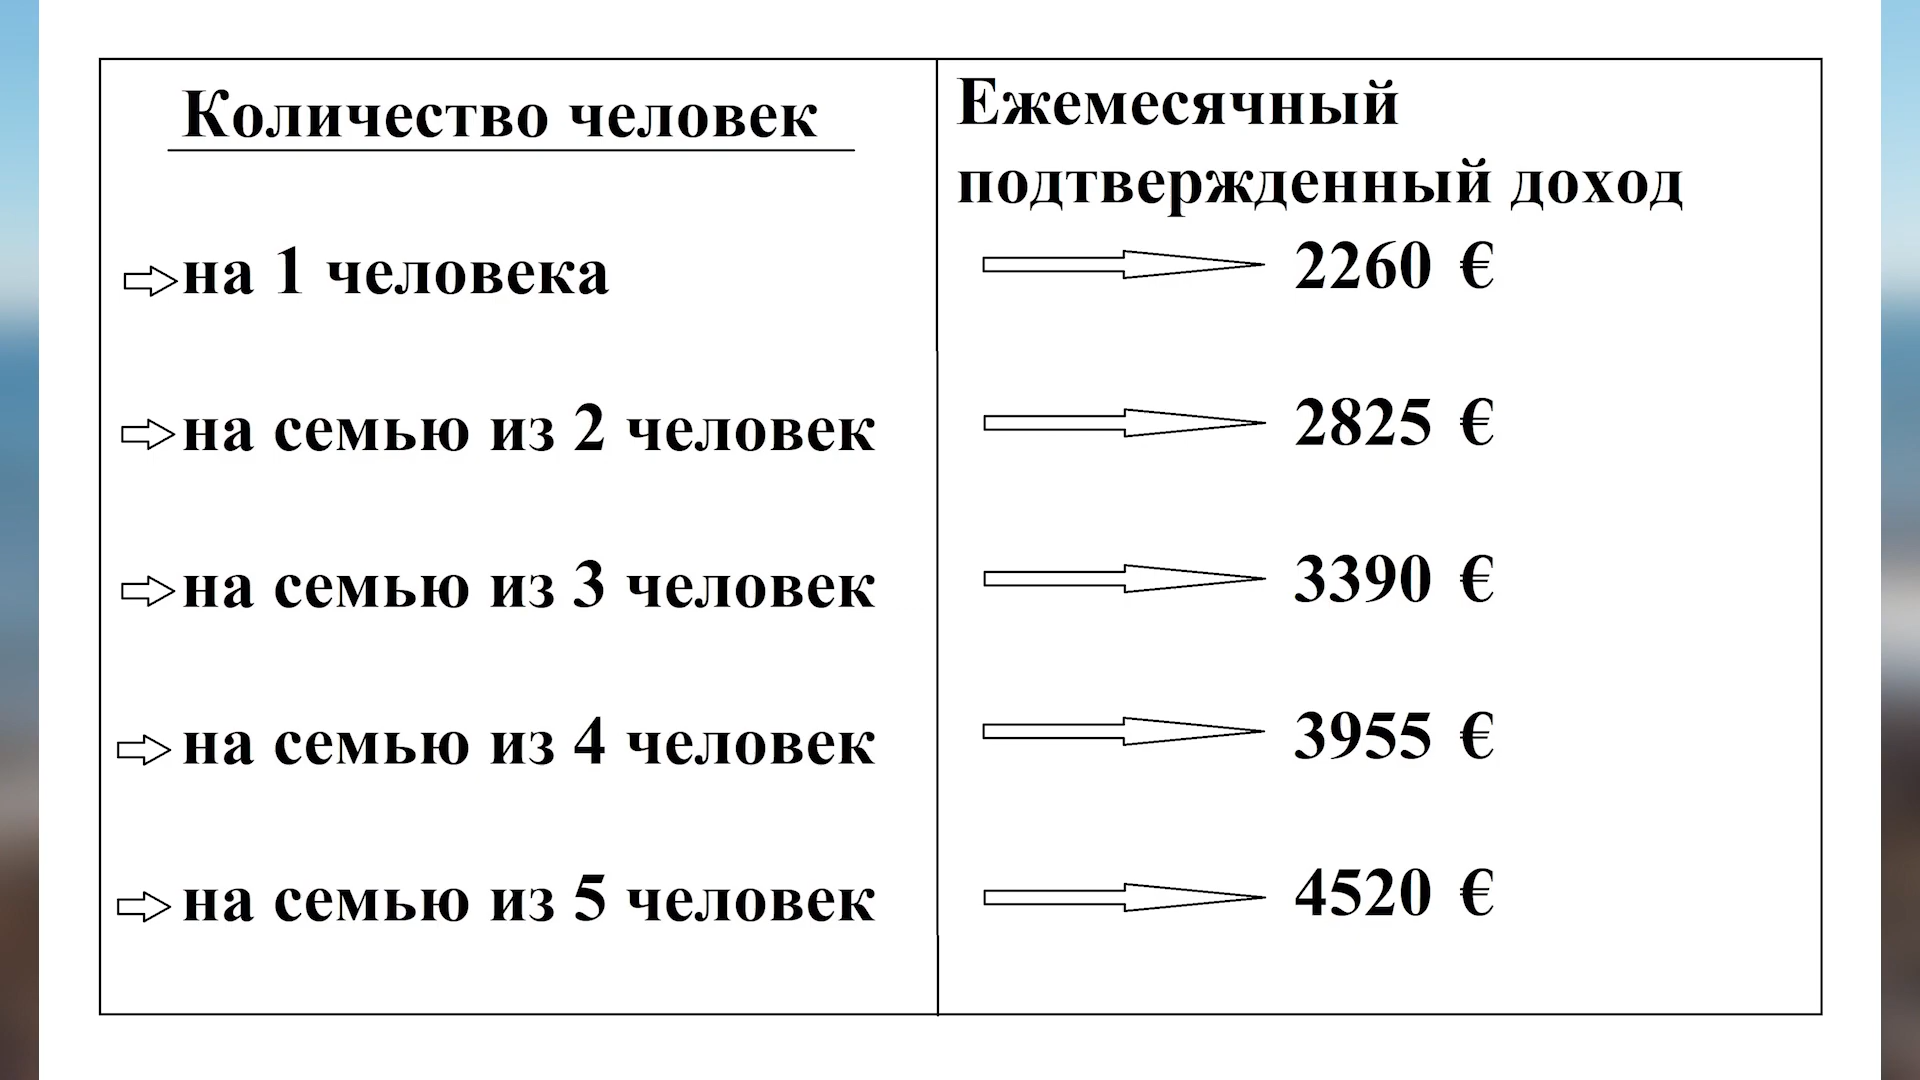 Количество человек
Ежемесячный
подтвержденный доход
на 1 человека 2260 €
на семью из 2 человек 2825 €
на семью из 3 человек 3390 €
на семью из 4 человек 3955 €
на семью из 5 человек 4520 €